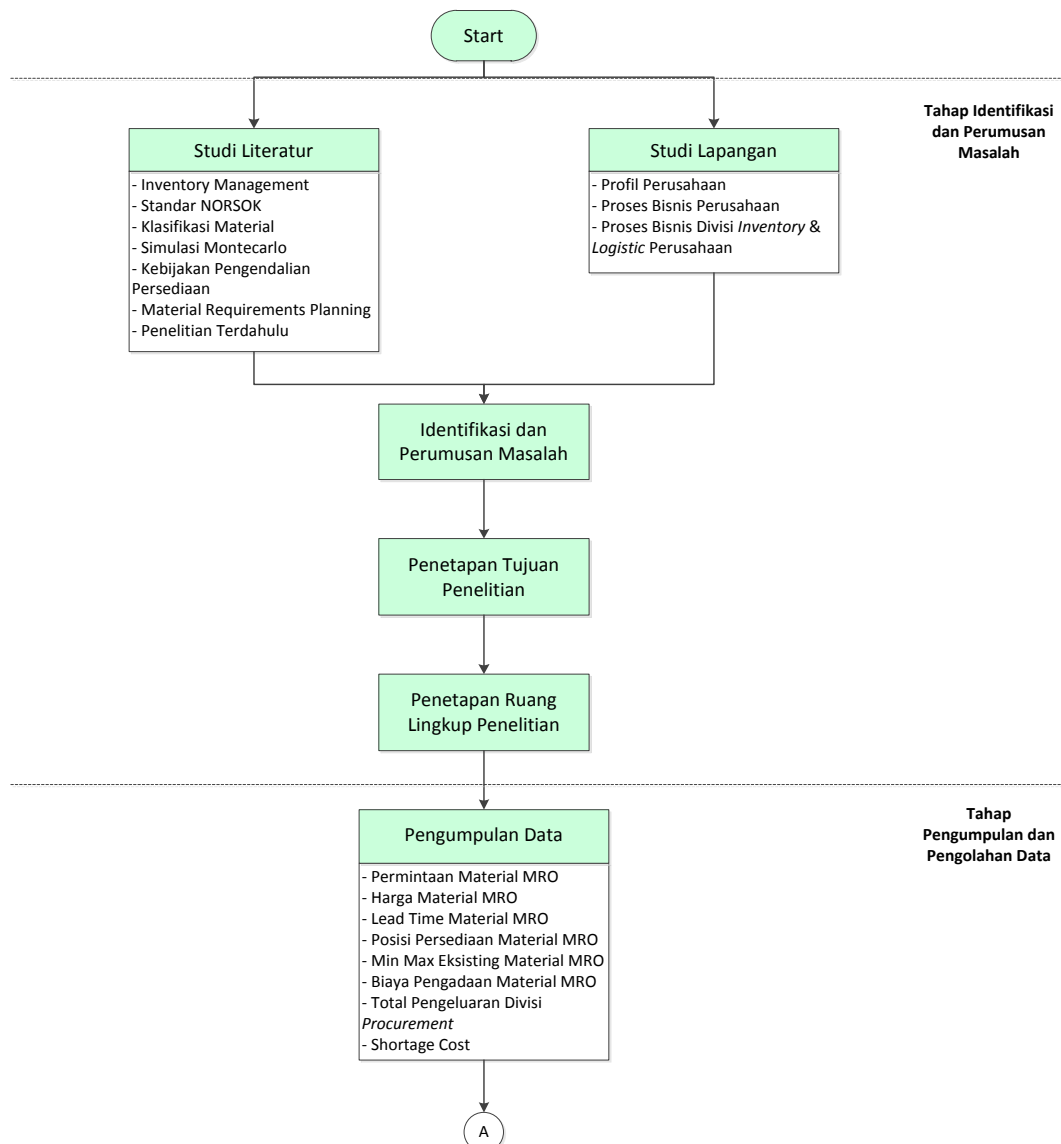 Start
Tahap Identifikasi
dan Perumusan
Masalah
Studi Literatur
- Inventory Management
- Standar NORSOK
- Klasifikasi Material
- Simulasi Montecarlo
- Kebijakan Pengendalian
Persediaan
- Material Requirements Planning
- Penelitian Terdahulu
Studi Lapangan
- Profil Perusahaan
- Proses Bisnis Perusahaan
- Proses Bisnis Divisi Inventory &
Logistic Perusahaan
Identifikasi dan
Perumusan Masalah
Penetapan Tujuan
Penelitian
Penetapan Ruang
Lingkup Penelitian
Tahap
Pengumpulan dan
Pengolahan Data
Pengumpulan Data
- Permintaan Material MRO
- Harga Material MRO
- Lead Time Material MRO
- Posisi Persediaan Material MRO
- Min Max Eksisting Material MRO
- Biaya Pengadaan Material MRO
- Total Pengeluaran Divisi
Procurement
- Shortage Cost
A